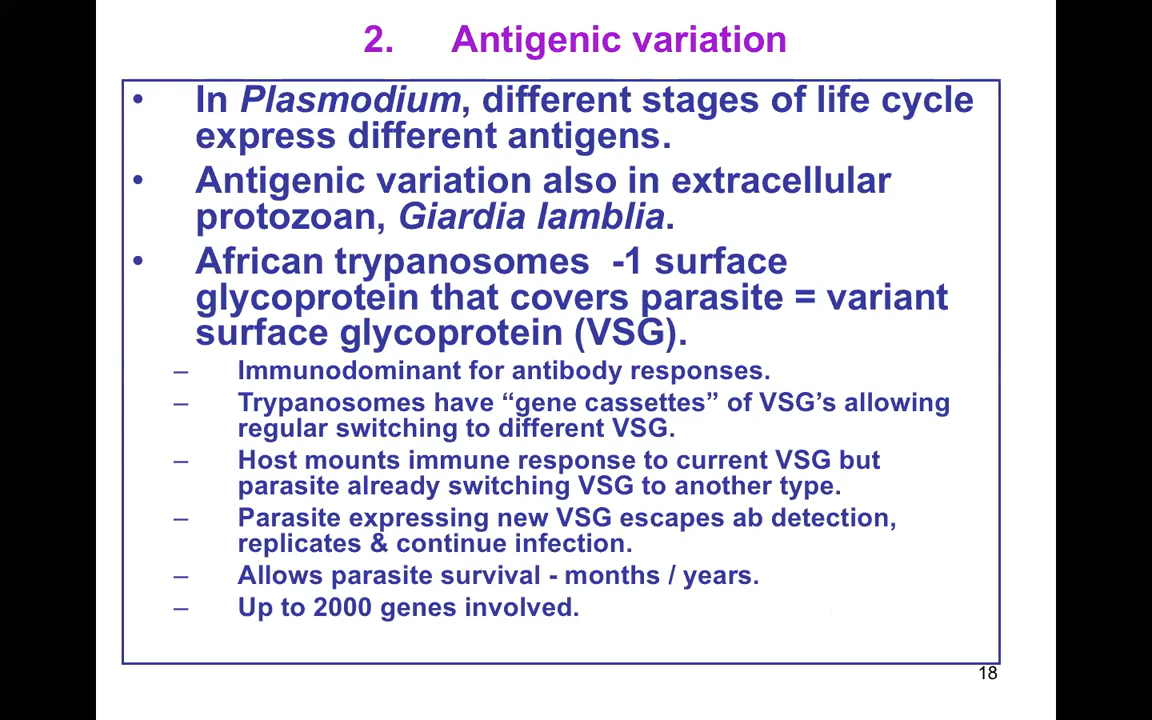 2. Antigenic variation
• In Plasmodium, different stages of life cycle
express different antigens.
• Antigenic variation also in extracellular
protozoan, Giardia lamblia.
• African trypanosomes -1 surface
glycoprotein that covers parasite = variant
surface glycoprotein (VSG).
– Immunodominant for antibody responses.
– Trypanosomes have “gene cassettes” of VSG’s allowing
regular switching to different VSG.
– Host mounts immune response to current VSG but
parasite already switching VSG to another type.
– Parasite expressing new VSG escapes ab detection,
replicates & continue infection.
– Allows parasite survival - months / years.
– Up to 2000 genes involved.
18